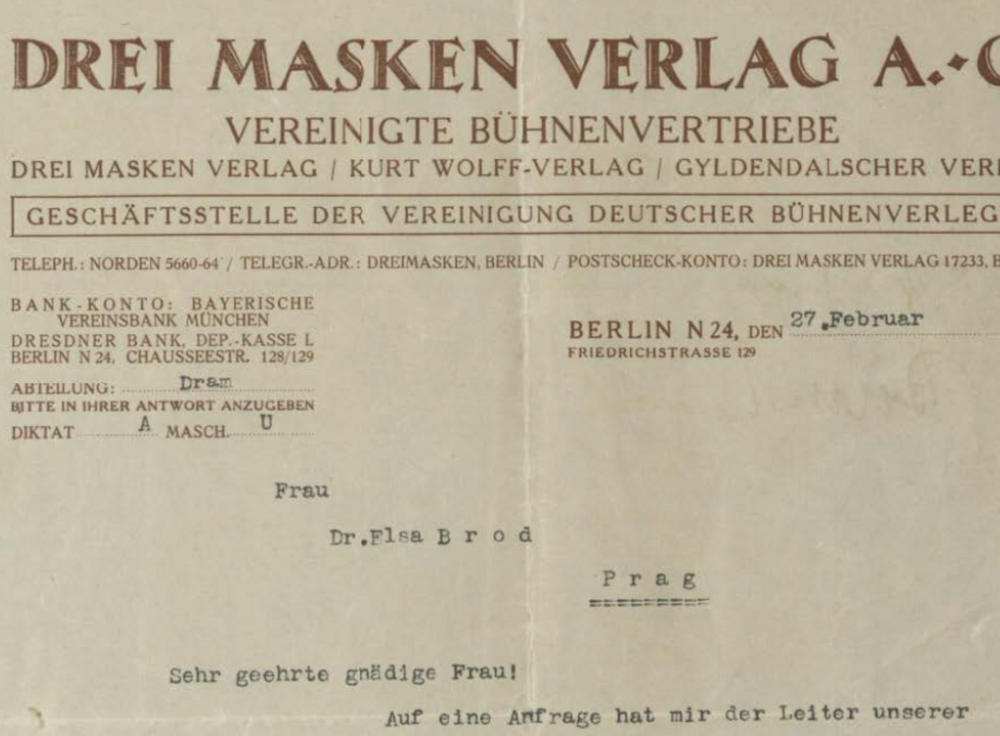 DREI MASKEN VERLAG A.-
VEREINIGTE BÜHNENVERTRIEBE
DREI MASKEN VERLAG / KURT WOLFF-VERLAG / GYLDENDALSCHER VER
GESCHÄFTSSTELLE DER VEREINIGUNG DEUTSCHER BÜHNENVERLEG
TELEPH.: NORDEN 5660-64 / TELEGR.-ADR.: DREIMASKEN, BERLIN / POSTSCHECK-KONTO: DREI MASKEN VERLAG 17233, B
BANK-KONTO: BAYERISCHE
VEREINSBANK MÜNCHEN
DRESDNER BANK, DEP.-KASSE L
BERLIN N 24, CHAUSSEESTR. 128/129
BERLIN N 24, DEN 27.Februar
FRIEDRICHSTRASSE 129
ABTEILUNG: Dram
BITTE IN IHRER ANTWORT ANZUGEBEN
DIKTAT A MASCH. U
Frau
Dr.Elsa B r o d
P r a g
Sehr geehrte gnädige Frau!
Auf eine Anfrage hat mir der Leiter unserer